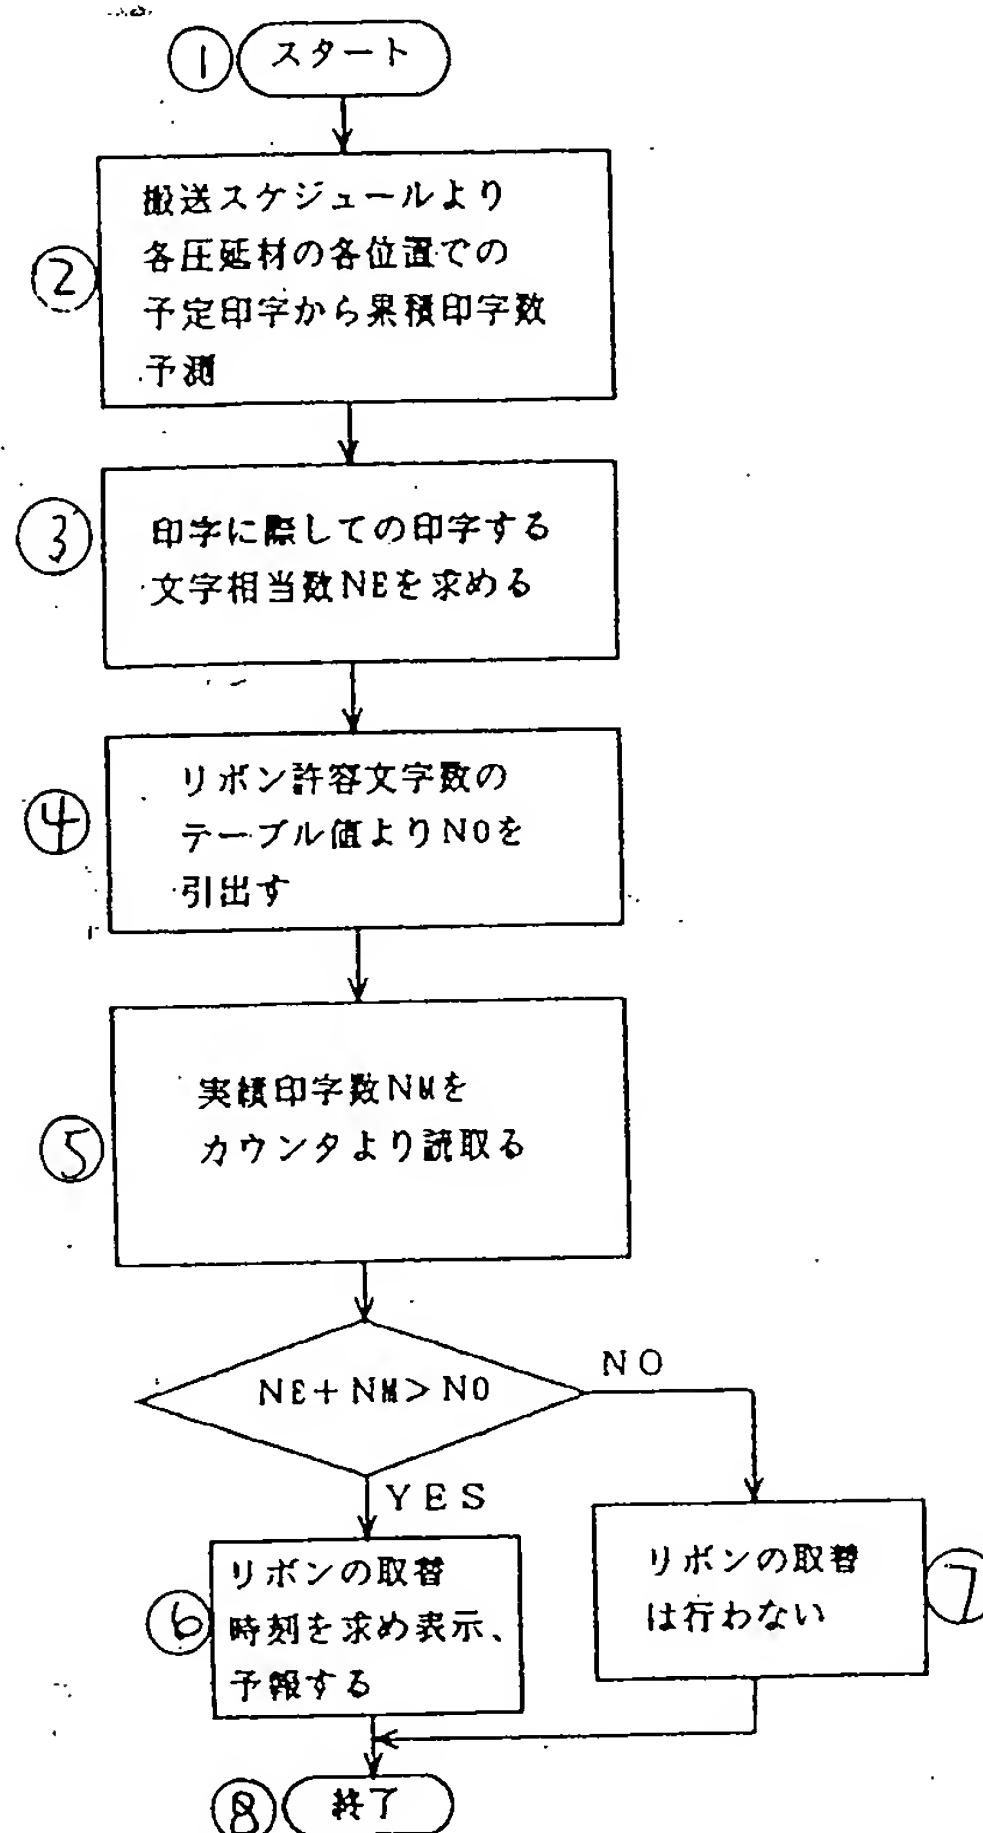 ① スタート
② 搬送スケジュールより
各圧延材の各位置での
予定印字から累積印字数
予測
③ 印字に際しての印字する
文字相当数NEを求める
④ リボン許容文字数の
テーブル値よりN0を
引出す
⑤ 実績印字数NMを
カウンタより読取る
NE+NM>N0
NO
YES
⑥ リボンの取替
時刻を求め表示、
予報する
リボンの取替 ⑦
は行わない
⑧ 終了